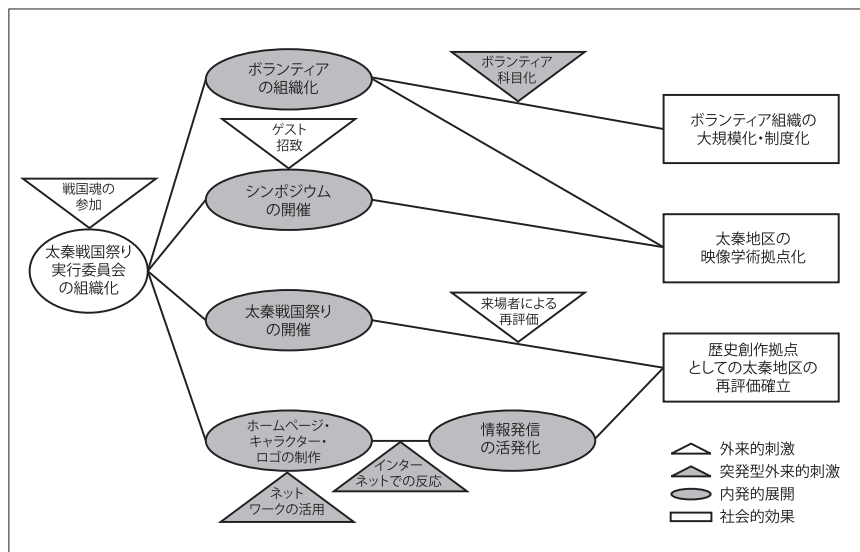 ボランティア
の組織化
ボランティア
科目化
ボランティア組織の
大規模化・制度化
ゲスト
招致
戦国魂の
参加
シンポジウム
の開催
太秦地区の
映像学術拠点化
太秦戦国祭り
実行委員会
の組織化
太秦戦国祭り
の開催
来場者による
再評価
歴史創作拠点
としての太秦地区の
再評価確立
ホームページ・
キャラクター・
ロゴの制作
インター
ネットでの反応
情報発信
の活発化
ネット
ワークの活用
外来的刺激
突発型外来的刺激
内発的展開
社会的効果